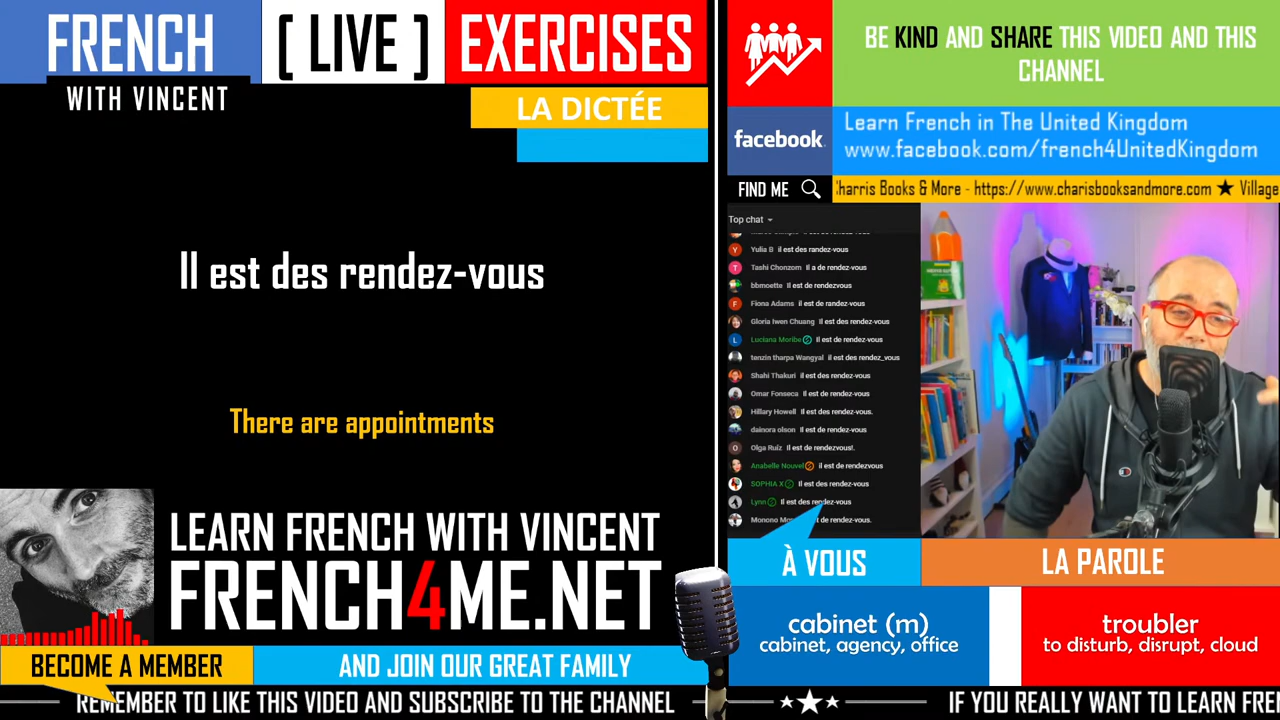 FRENCH
WITH VINCENT
[ LIVE ]
EXERCISES
LA DICTÉE
Il est des rendez-vous
There are appointments
LEARN FRENCH WITH VINCENT
FRENCH4ME.NET
BECOME A MEMBER
AND JOIN OUR GREAT FAMILY
REMEMBER TO LIKE THIS VIDEO AND SUBSCRIBE TO THE CHANNEL
BE KIND AND SHARE THIS VIDEO AND THIS
CHANNEL
facebook
Learn French in The United Kingdom
www.facebook.com/french4UnitedKingdom
FIND ME
Charris Books & More - https://www.charisbooksandmore.com ★ Village
Top chat
Yulia B il est des randez-vous
Tashi Chonzom Il a de rendez-vous
bbmoette Il est de rendezvous
Fiona Adams il est de randez-vous
Gloria Iwen Chuang Il est des rendez-vous
Luciana Moribe Il est de rendez-vous
tenzin tharpa Wangyal il est des rendez_vous
Shahi Thakuri il est des rendez-vous
Omar Fonseca Il est de rendez-vous
Hillary Howell Il est des rendez-vous.
dainora olson Il est de rendez-vous
Olga Ruiz Il est de rendezvous!.
Anabelle Nouvel il est de rendezvous
SOPHIA X Il est des rendez-vous
Lynn Il est des rendez-vous
Monono de rendez-vous.
À VOUS
LA PAROLE
cabinet (m)
cabinet, agency, office
troubler
to disturb, disrupt, cloud
IF YOU REALLY WANT TO LEARN FRE